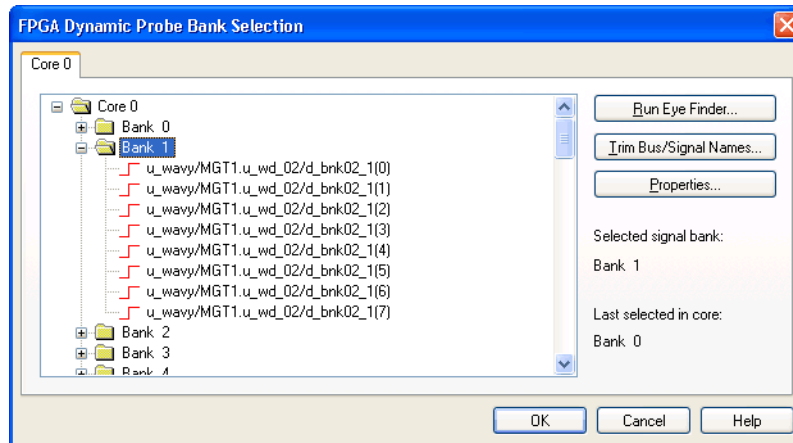 FPGA Dynamic Probe Bank Selection
Core 0
Core 0
Bank 0
Bank 1
u_wavy/MGT1.u_wd_02/d_bnk02_1(0)
u_wavy/MGT1.u_wd_02/d_bnk02_1(1)
u_wavy/MGT1.u_wd_02/d_bnk02_1(2)
u_wavy/MGT1.u_wd_02/d_bnk02_1(3)
u_wavy/MGT1.u_wd_02/d_bnk02_1(4)
u_wavy/MGT1.u_wd_02/d_bnk02_1(5)
u_wavy/MGT1.u_wd_02/d_bnk02_1(6)
u_wavy/MGT1.u_wd_02/d_bnk02_1(7)
Bank 2
Bank 3
Bank 4
Run Eye Finder...
Trim Bus/Signal Names...
Properties...
Selected signal bank:
Bank 1
Last selected in core:
Bank 0
OK
Cancel
Help